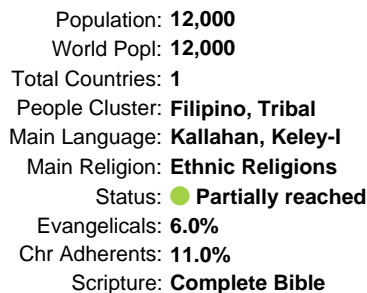 Population: 12,000
World Popl: 12,000
Total Countries: 1
People Cluster: Filipino, Tribal
Main Language: Kallahan, Keley-I
Main Religion: Ethnic Religions
Status: Partially reached
Evangelicals: 6.0%
Chr Adherents: 11.0%
Scripture: Complete Bible